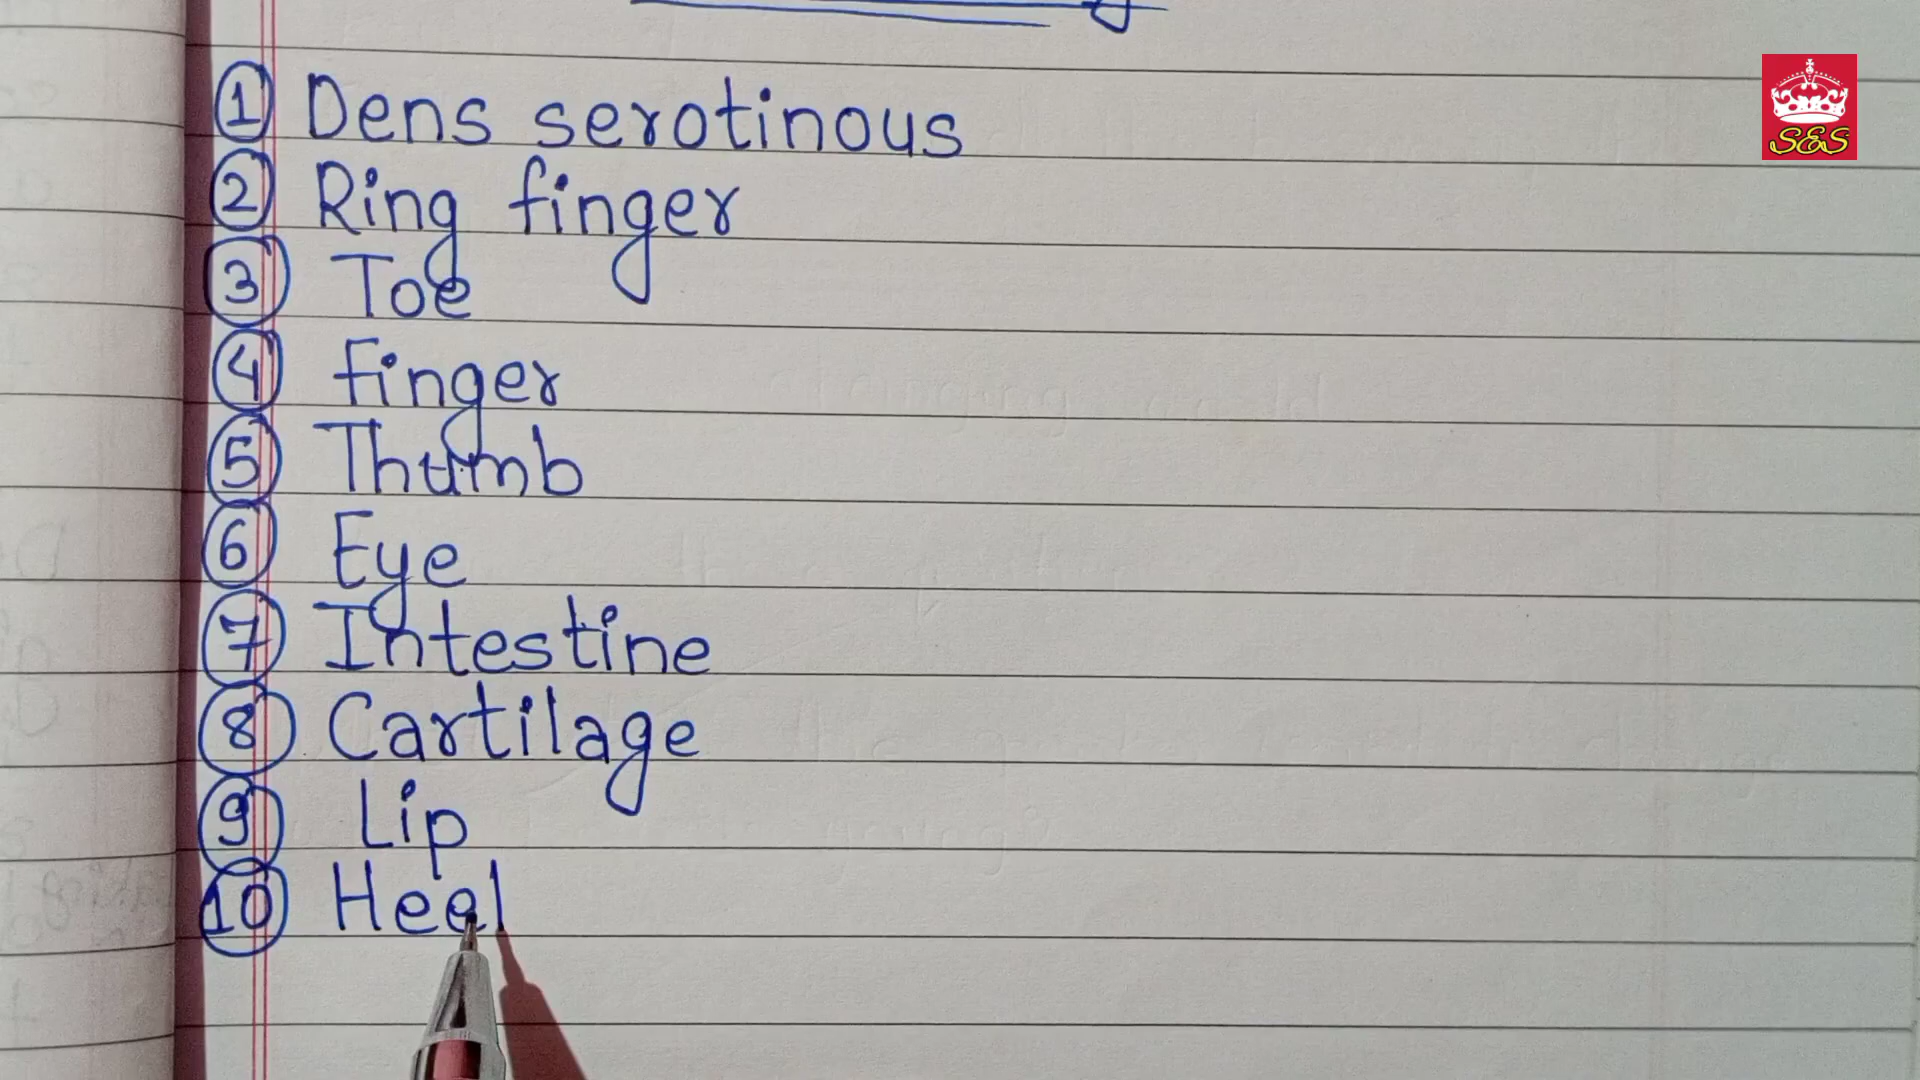 1 Dens serotinous
2 Ring finger
3 Toe
4 finger
5 Thumb
6 Eye
7 Intestine
8 Cartilage
9 Lip
10 Heel
S&S